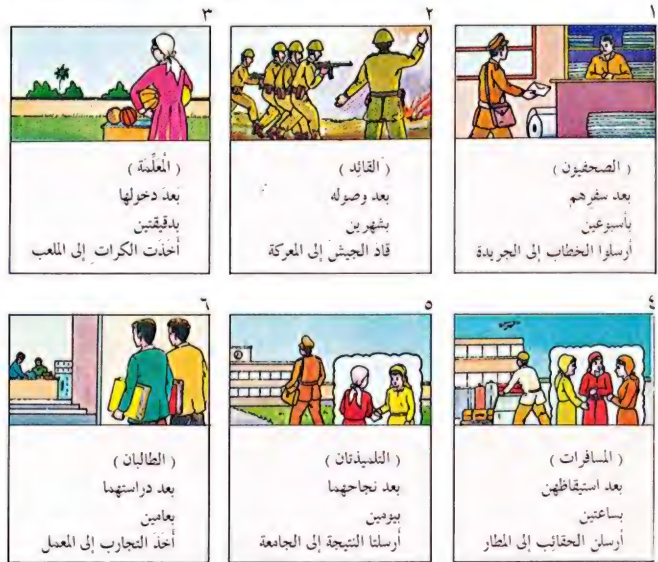 ١
( الصحفيون )
بعد سفرهم
بأسبوعين
أرسلوا الخطاب إلى الجريدة
٢
( القائد )
بعد وصوله
بشهرين
قاد الجيش إلى المعركة
٣
( المعلِّمة )
بعدَ دخولها
بدقيقتين
أخذت الكرات إلى الملعب
٤
( المسافرات )
بعد استيقاظهن
بساعتين
أرسلن الحقائب إلى المطار
٥
( التلميذتان )
بعد نجاحهما
بيومين
أرسلتا النتيجة إلى الجامعة
٦
( الطالبان )
بعد دراستهما
بعامين
أخذَ التجارب إلى المعمل